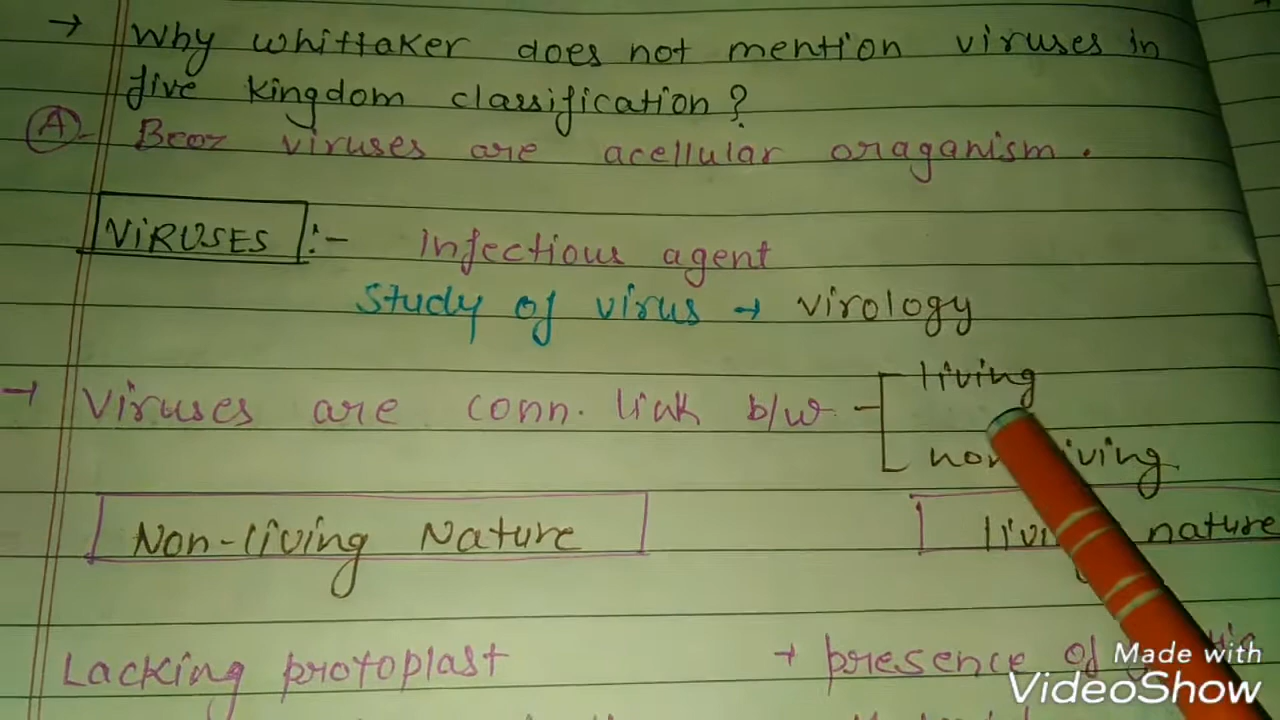 → Why whittaker does not mention viruses in
five kingdom classification?
(A)- Bcoz viruses are acellular oraganism.
VIRUSES :- Infectious agent
Study of virus → virology
→ Viruses are conn. link b/w - living
non living
Non-living Nature living nature
Lacking protoplast + presence of
Made with
VideoShow